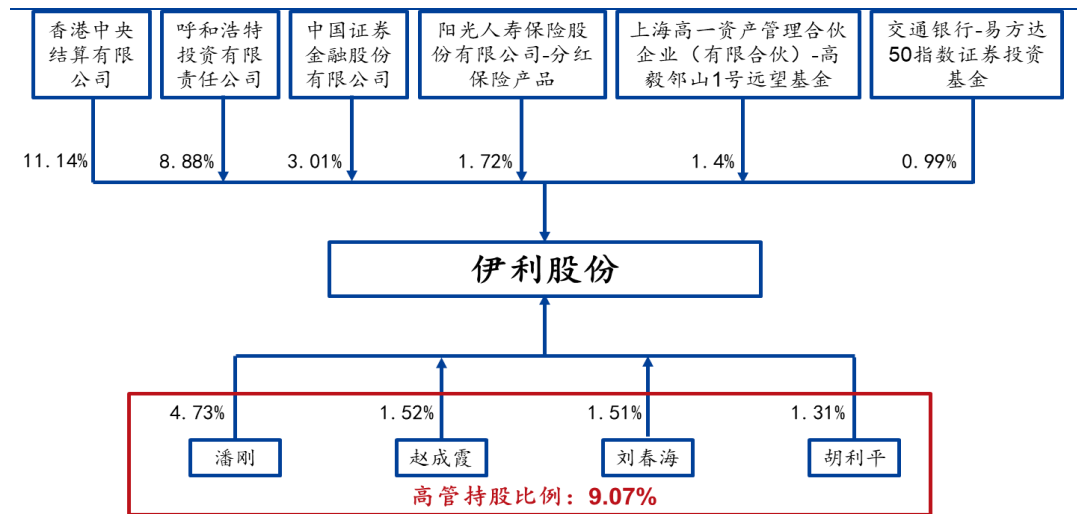 香港中央
结算有限
公司
呼和浩特
投资有限
责任公司
中国证券
金融股份
有限公司
阳光人寿保险股
份有限公司-分红
保险产品
上海高一资产管理合伙
企业（有限合伙）-高
毅邻山1号远望基金
交通银行-易方达
50指数证券投资
基金
11.14%
8.88%
3.01%
1.72%
1.4%
0.99%
伊利股份
4.73%
1.52%
1.51%
1.31%
潘刚
赵成霞
刘春海
胡利平
高管持股比例：9.07%